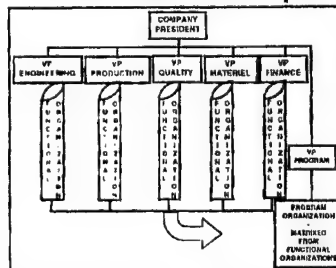 COMPANY
PRESIDENT
VP
ENGINEERING
VP
PRODUCTION
VP
QUALITY
VP
MATERIEL
VP
FINANCE
FUNCTIONAL
ORGANIZATION
FUNCTIONAL
ORGANIZATION
FUNCTIONAL
ORGANIZATION
FUNCTIONAL
ORGANIZATION
FUNCTIONAL
ORGANIZATION
VP
PROGRAM
PROGRAM
ORGANIZATION
-
MATRIXED
FROM
FUNCTIONAL
ORGANIZATIONS